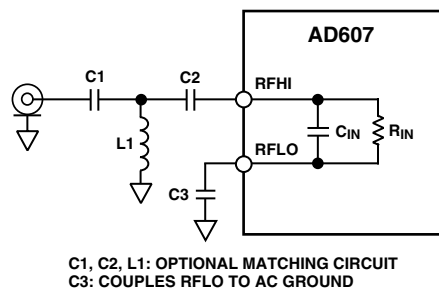 AD607
C1
C2
RFHI
L1
CIN
RIN
RFLO
C3
C1, C2, L1: OPTIONAL MATCHING CIRCUIT
C3: COUPLES RFLO TO AC GROUND